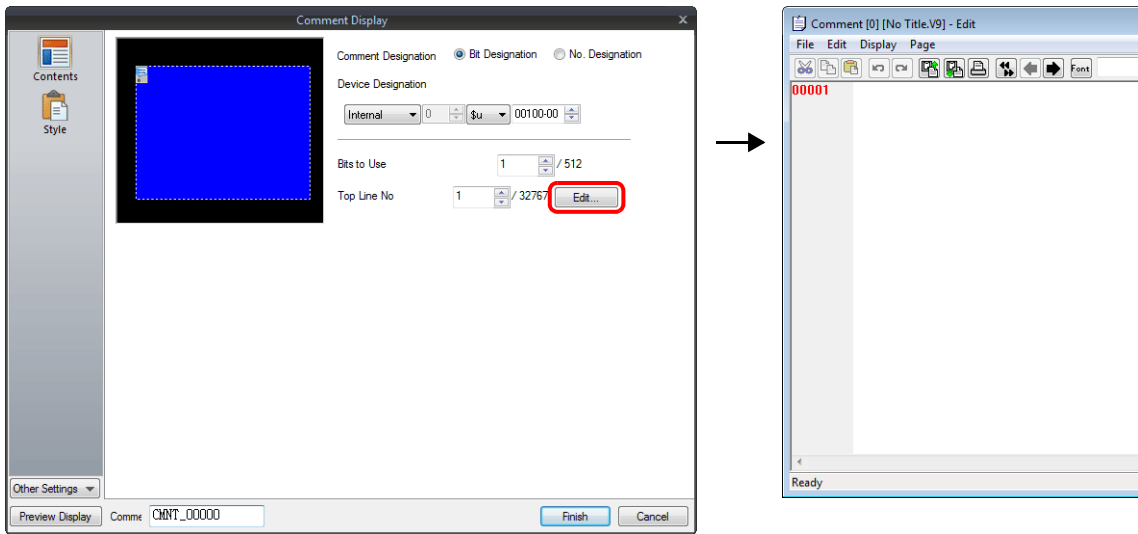 Comment Display
x
Contents
Style
Comment Designation Bit Designation No. Designation
Device Designation
Internal 0 $u 00100-00
Bits to Use 1 / 512
Top Line No 1 / 32767 Edit...
Other Settings
Preview Display Comme CMNT_00000 Finish Cancel
Comment [0] [No Title.V9] - Edit
File Edit Display Page
Font
00001
Ready